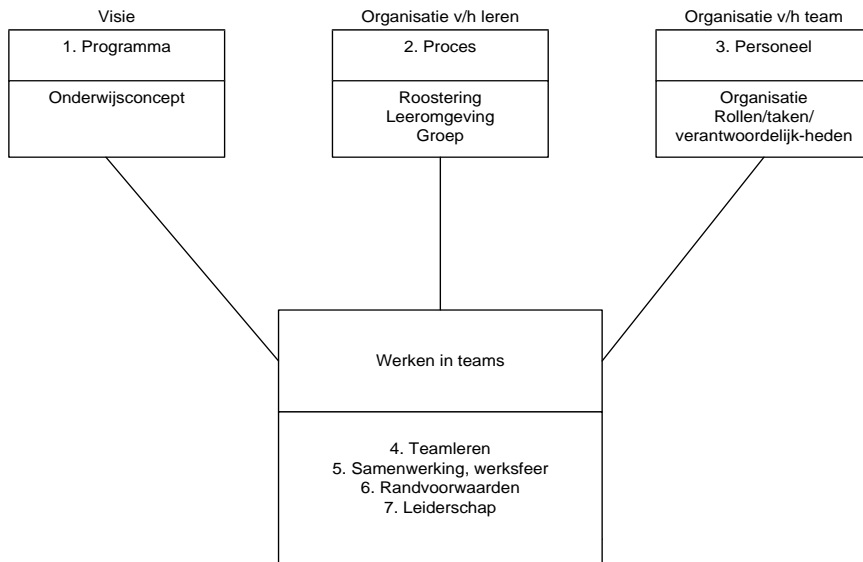 Visie
Organisatie v/h leren
Organisatie v/h team
1. Programma
2. Proces
3. Personeel
Onderwijsconcept
Roostering
Leeromgeving
Groep
Organisatie
Rollen/taken/
verantwoordelijk-heden
Werken in teams
4. Teamleren
5. Samenwerking, werksfeer
6. Randvoorwaarden
7. Leiderschap